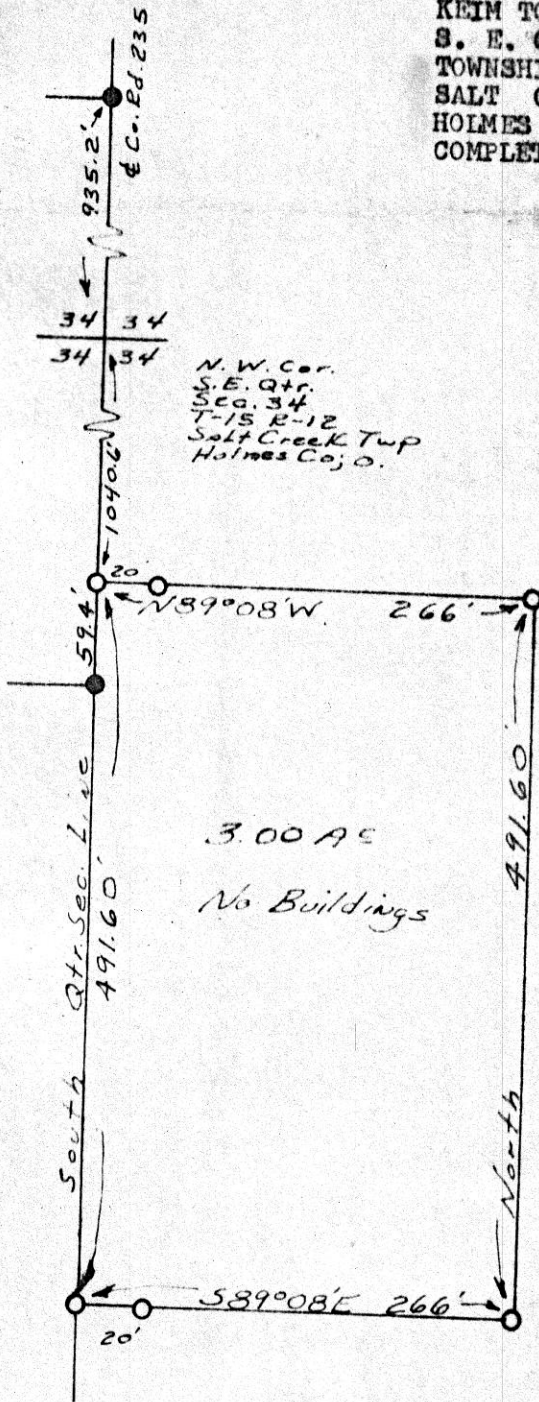 KEIM TO
S. E.
TOWNSHI
SALT
HOLMES
COMPLET
935.2'
¢ Co. Rd. 235
34 34
34 34
N. W. Cor.
S.E. Qtr.
Sec. 34
T-15 R-12
Salt Creek Twp
Holmes Co; O.
1040.6'
20'
N89°08'W 266'
59.4'
South Qtr. Sec. Line
491.60'
3.00 Ac
No Buildings
North 491.60'
S89°08'E 266'
20'